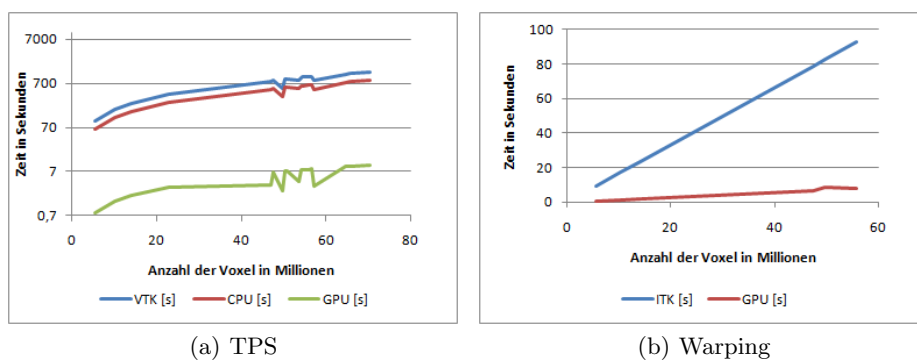 7000
700
70
7
0,7
0
20
40
60
80
Zeit in Sekunden
Anzahl der Voxel in Millionen
VTK [s]
CPU [s]
GPU [s]
(a) TPS
100
80
60
40
20
0
0
20
40
60
Zeit in Sekunden
Anzahl der Voxel in Millionen
ITK [s]
GPU [s]
(b) Warping